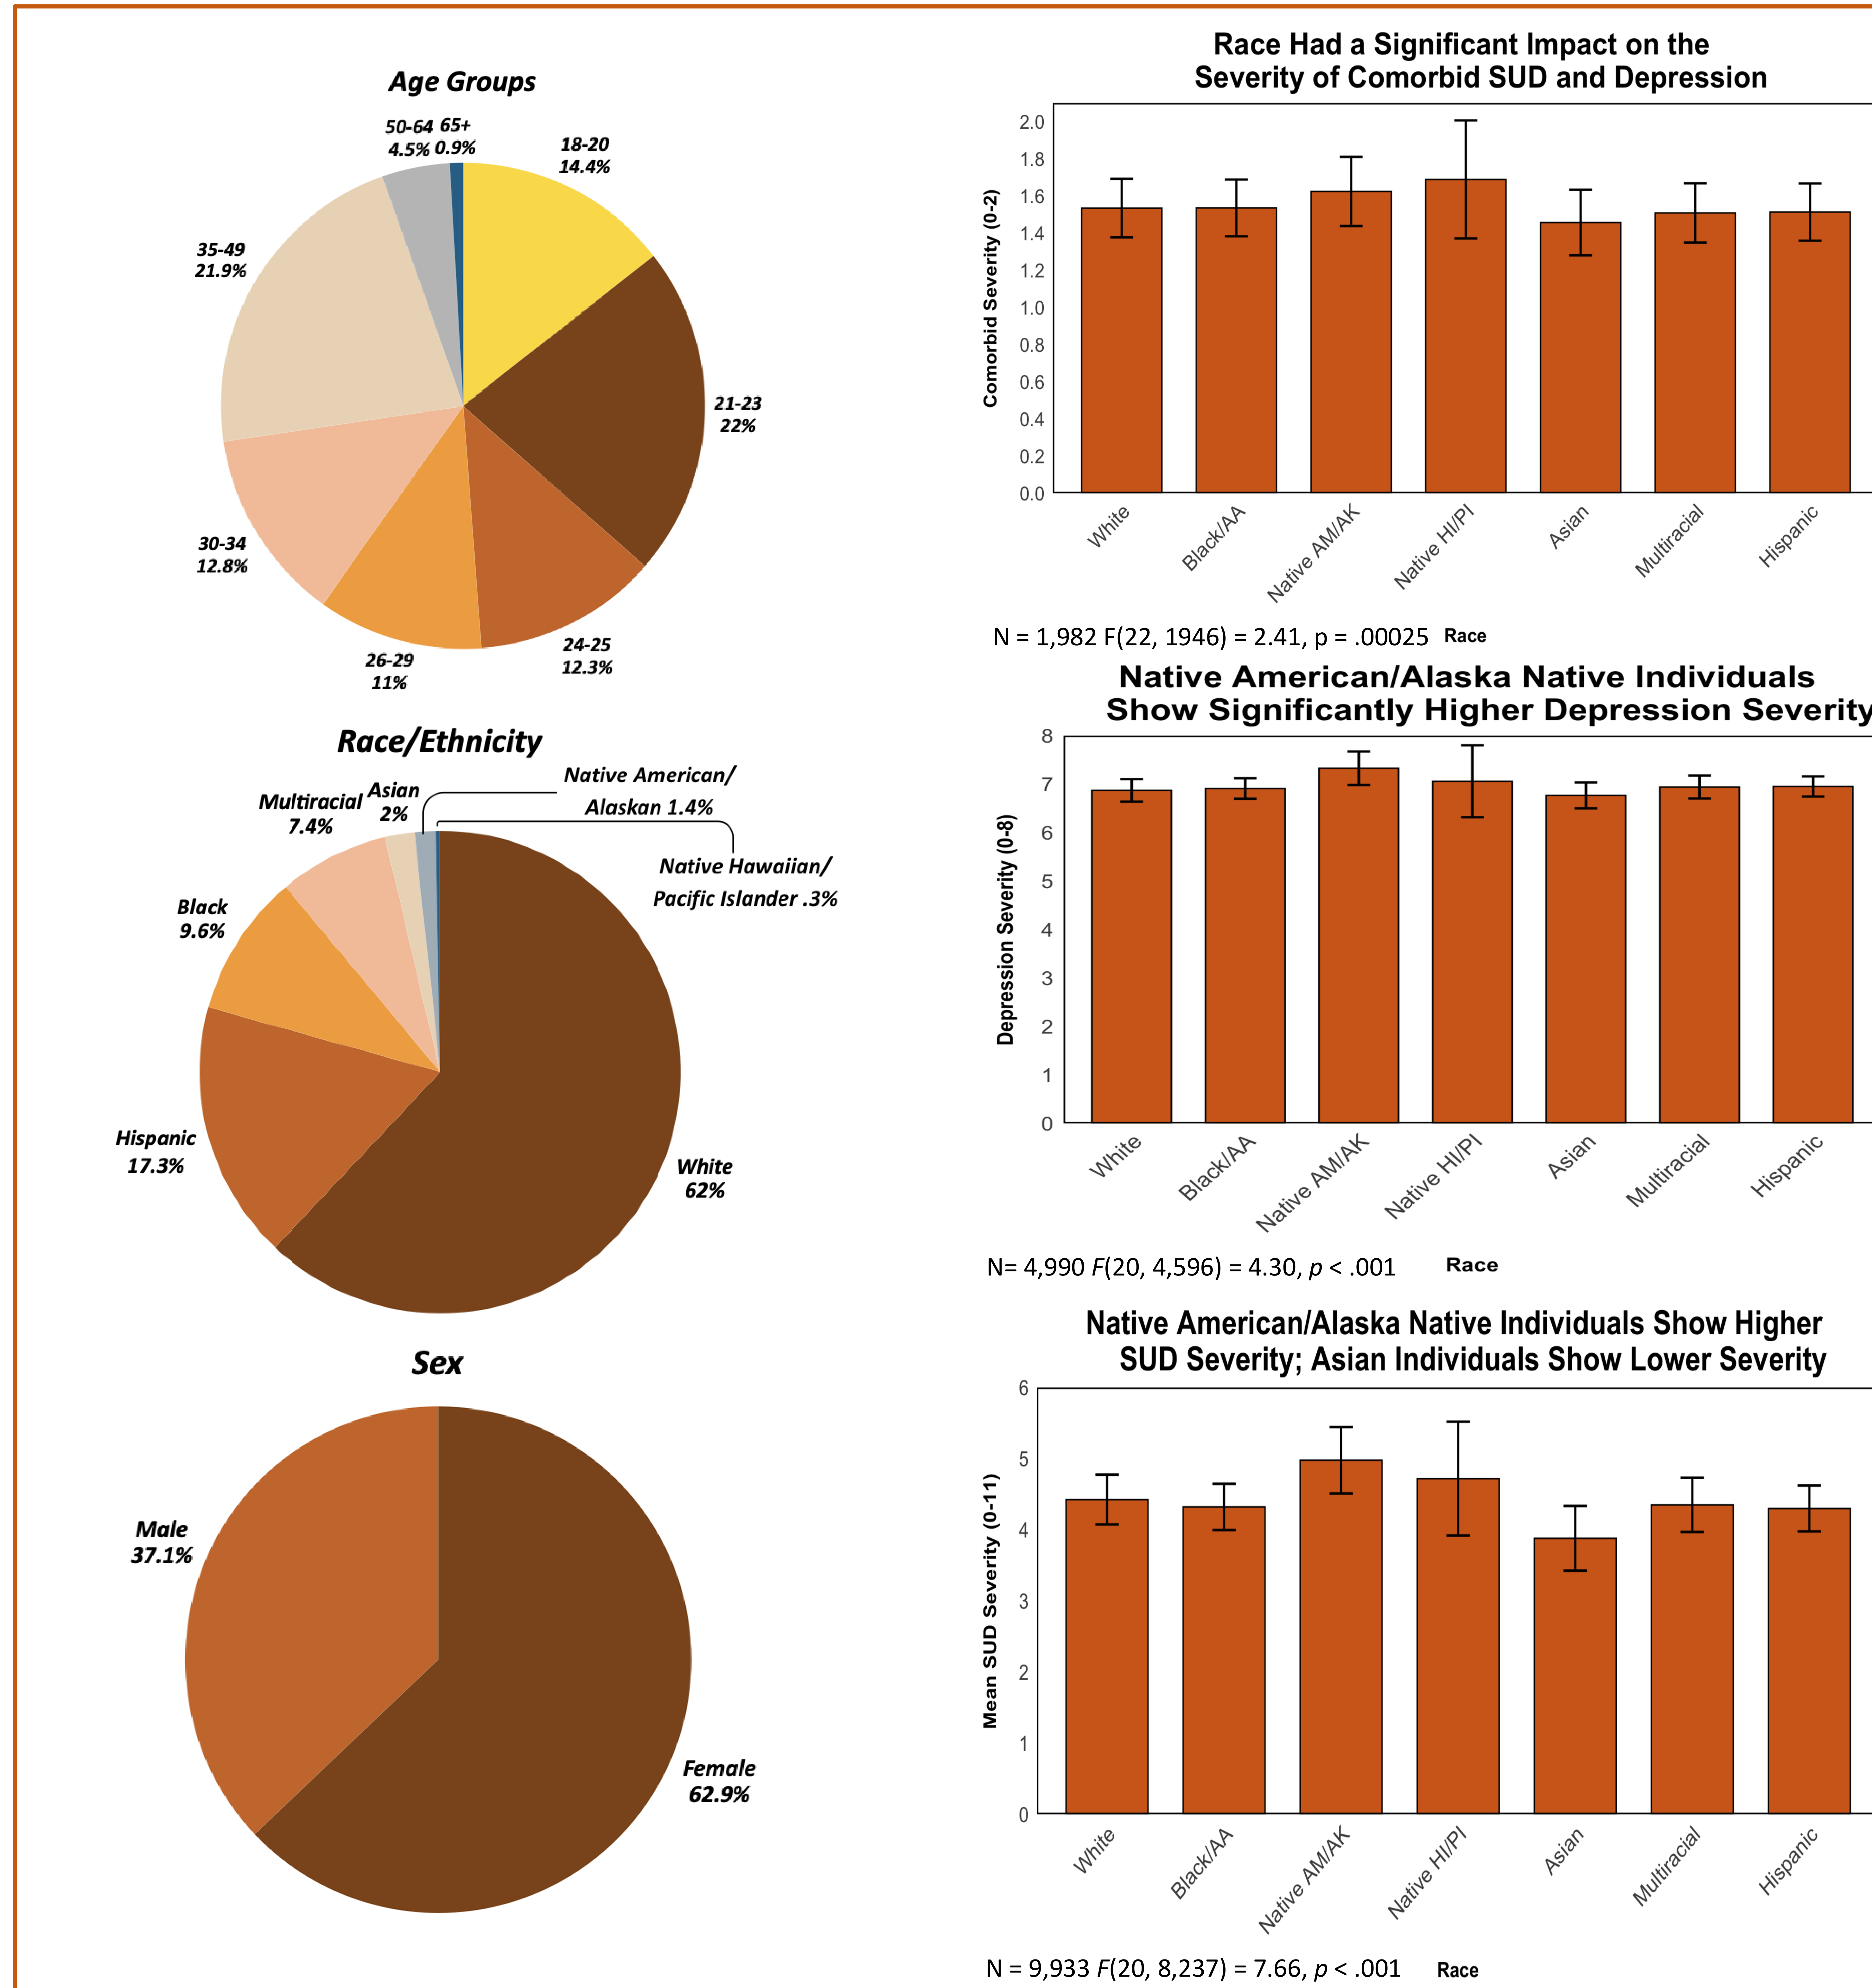 Age Groups
50-64
4.5%
65+
0.9%
18-20
14.4%
35-49
21.9%
21-23
22%
30-34
12.8%
26-29
11%
24-25
12.3%
Race/Ethnicity
Multiracial
7.4%
Asian
2%
Native American/
Alaskan 1.4%
Native Hawaiian/
Pacific Islander .3%
Black
9.6%
Hispanic
17.3%
White
62%
Sex
Male
37.1%
Female
62.9%
Race Had a Significant Impact on the
Severity of Comorbid SUD and Depression
Comorbid Severity (0-2)
2.0
1.8
1.6
1.4
1.2
1.0
0.8
0.6
0.4
0.2
0.0
White
Black/AA
Native AM/AK
Native HI/PI
Asian
Multiracial
Hispanic
N = 1,982 F(22, 1946) = 2.41, p = .00025 Race
Native American/Alaska Native Individuals
Show Significantly Higher Depression Severity
Depression Severity (0-8)
8
7
6
5
4
3
2
1
0
White
Black/AA
Native AM/AK
Native HI/PI
Asian
Multiracial
Hispanic
N= 4,990 F(20, 4,596) = 4.30, p < .001 Race
Native American/Alaska Native Individuals Show Higher
SUD Severity; Asian Individuals Show Lower Severity
Mean SUD Severity (0-11)
6
5
4
3
2
1
0
White
Black/AA
Native AM/AK
Native HI/PI
Asian
Multiracial
Hispanic
N = 9,933 F(20, 8,237) = 7.66, p < .001 Race